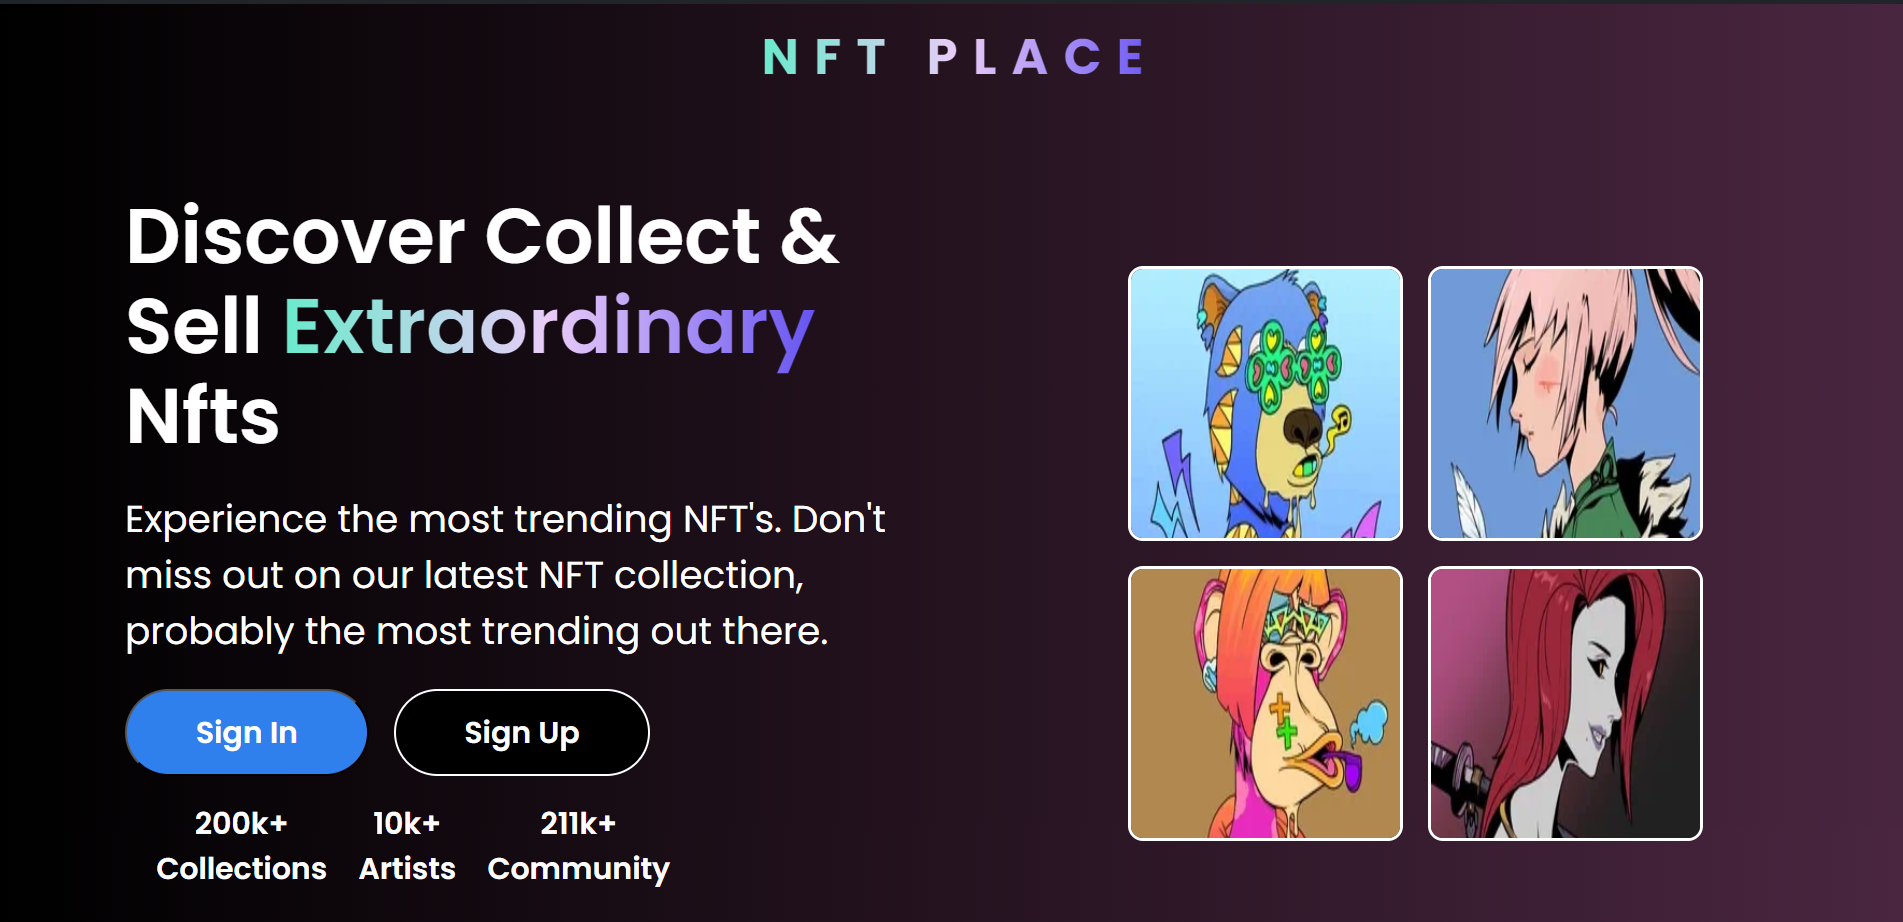 NFT PLACE
Discover Collect &
Sell Extraordinary
Nfts
Experience the most trending NFT's. Don't
miss out on our latest NFT collection,
probably the most trending out there.
Sign In
Sign Up
200k+
Collections
10k+
Artists
211k+
Community